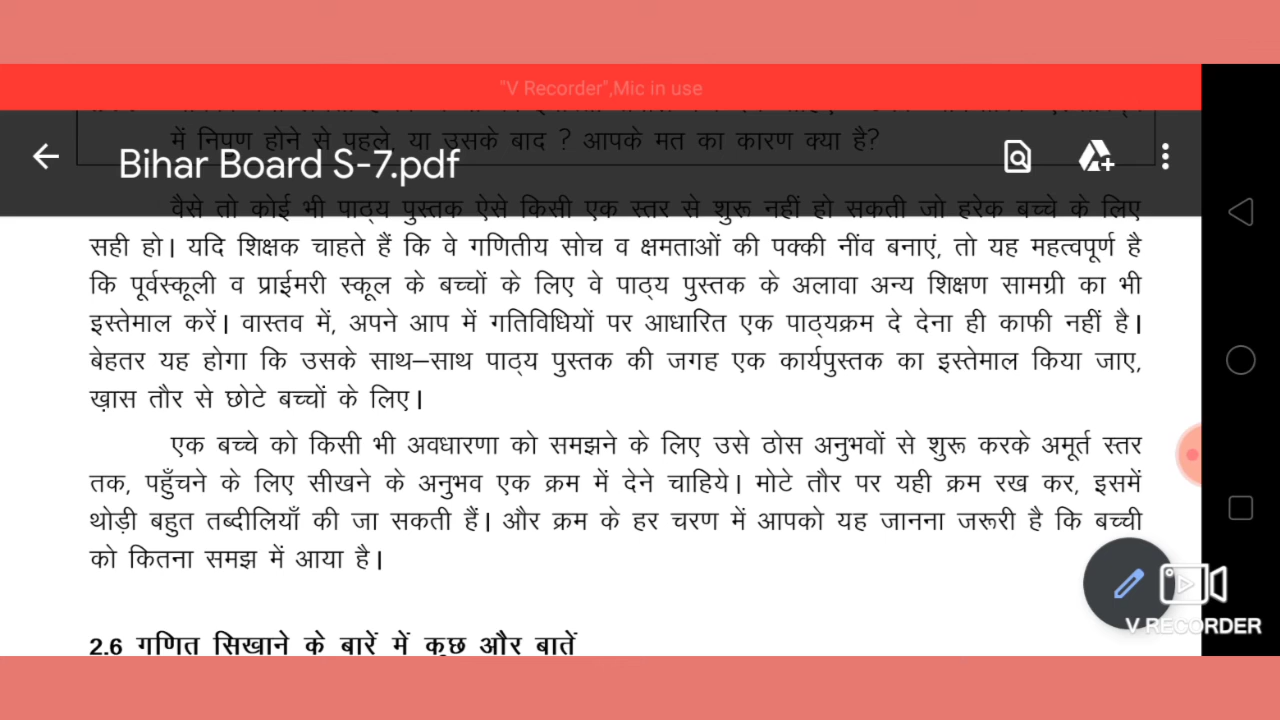 "V Recorder",Mic in use
में निपण होने से पहले, या उसके बाद ? आपके मत का कारण क्या है?
Bihar Board S-7.pdf
वैसे तो कोई भी पाठ्य पुस्तक ऐसे किसी एक स्तर से शुरू नहीं हो सकती जो हरेक बच्चे के लिए
सही हो। यदि शिक्षक चाहते हैं कि वे गणितीय सोच व क्षमताओं की पक्की नींव बनाएं, तो यह महत्वपूर्ण है
कि पूर्वस्कूली व प्राईमरी स्कूल के बच्चों के लिए वे पाठ्य पुस्तक के अलावा अन्य शिक्षण सामग्री का भी
इस्तेमाल करें। वास्तव में, अपने आप में गतिविधियों पर आधारित एक पाठ्यक्रम दे देना ही काफी नहीं है।
बेहतर यह होगा कि उसके साथ–साथ पाठ्य पुस्तक की जगह एक कार्यपुस्तक का इस्तेमाल किया जाए,
ख़ास तौर से छोटे बच्चों के लिए।
एक बच्चे को किसी भी अवधारणा को समझने के लिए उसे ठोस अनुभवों से शुरू करके अमूर्त स्तर
तक, पहुँचने के लिए सीखने के अनुभव एक क्रम में देने चाहिये। मोटे तौर पर यही क्रम रख कर, इसमें
थोड़ी बहुत तब्दीलियाँ की जा सकती हैं। और क्रम के हर चरण में आपको यह जानना जरूरी है कि बच्ची
को कितना समझ में आया है।
V RECORDER
2.6 गणित सिखाने के बारें में कुछ और बातें